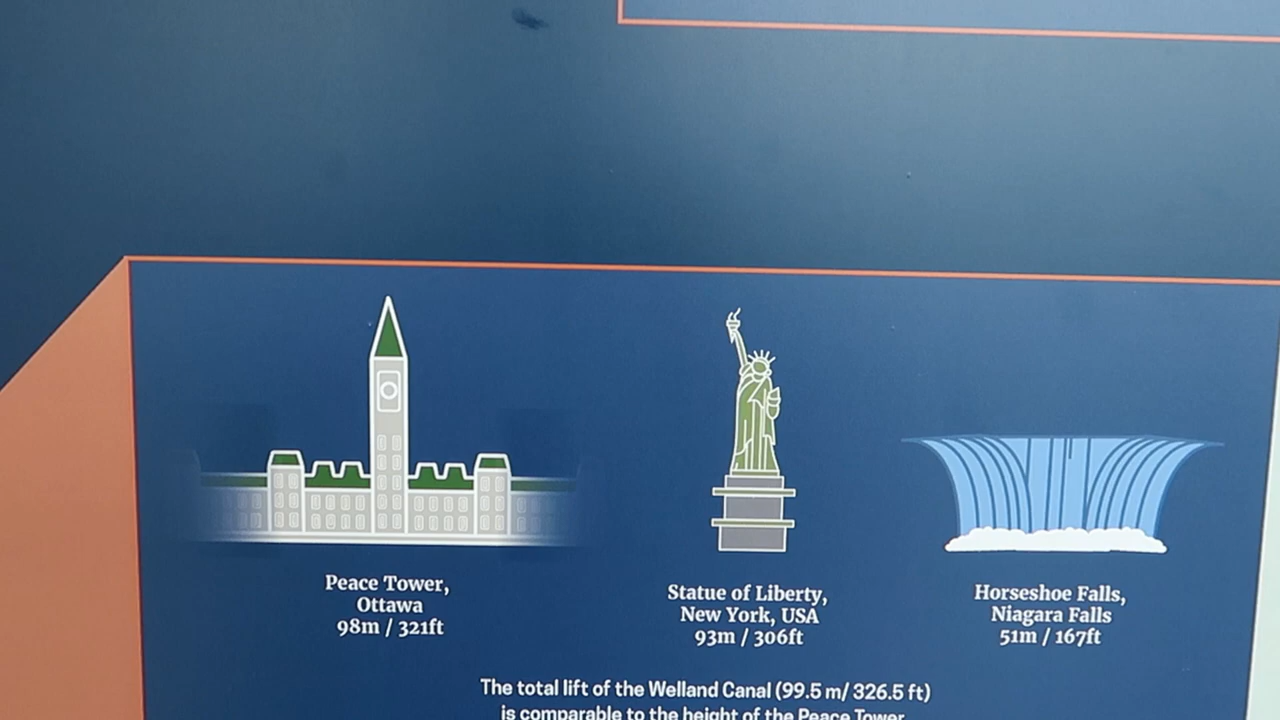 Peace Tower,
Ottawa
98m / 321ft
Statue of Liberty,
New York, USA
93m / 306ft
Horseshoe Falls,
Niagara Falls
51m / 167ft
The total lift of the Welland Canal (99.5 m/ 326.5 ft)
is comparable to the height of the Peace Tower